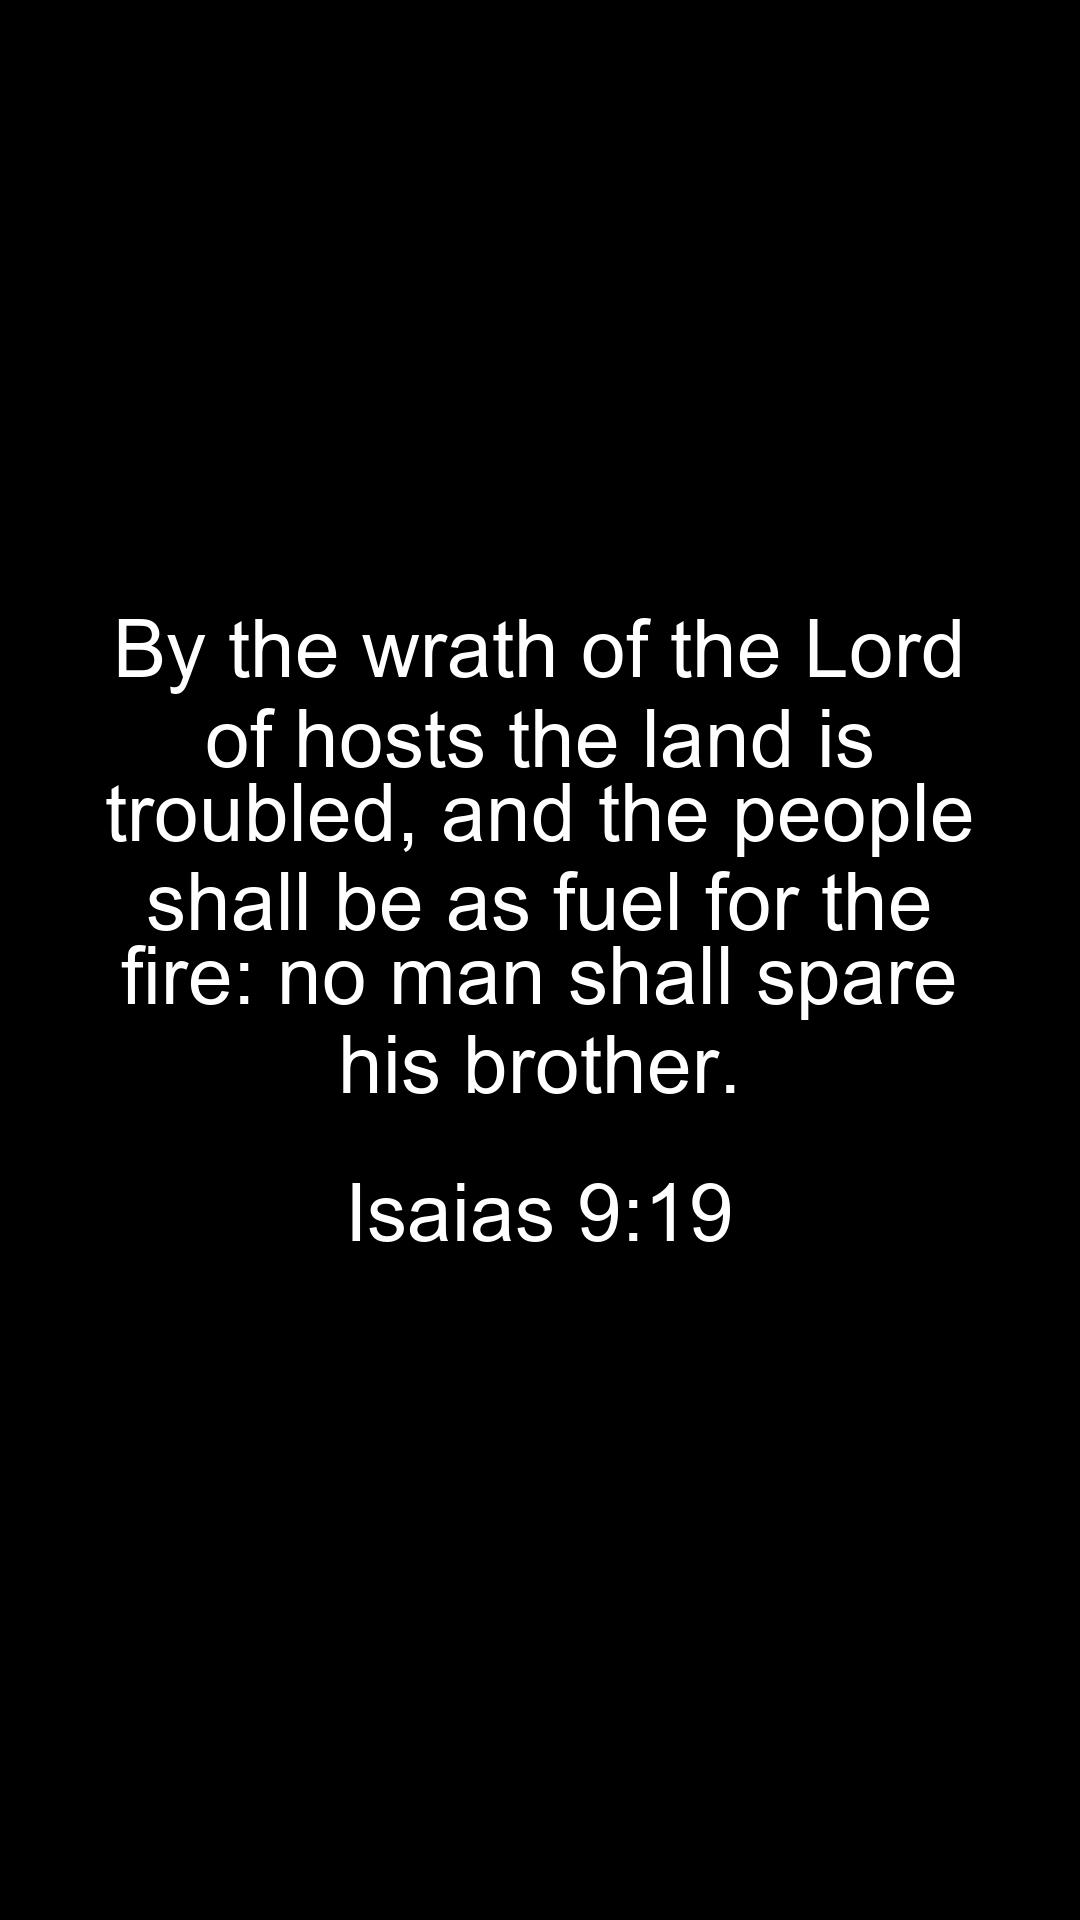 By the wrath of the Lord
of hosts the land is
troubled, and the people
shall be as fuel for the
fire: no man shall spare
his brother.
Isaias 9:19